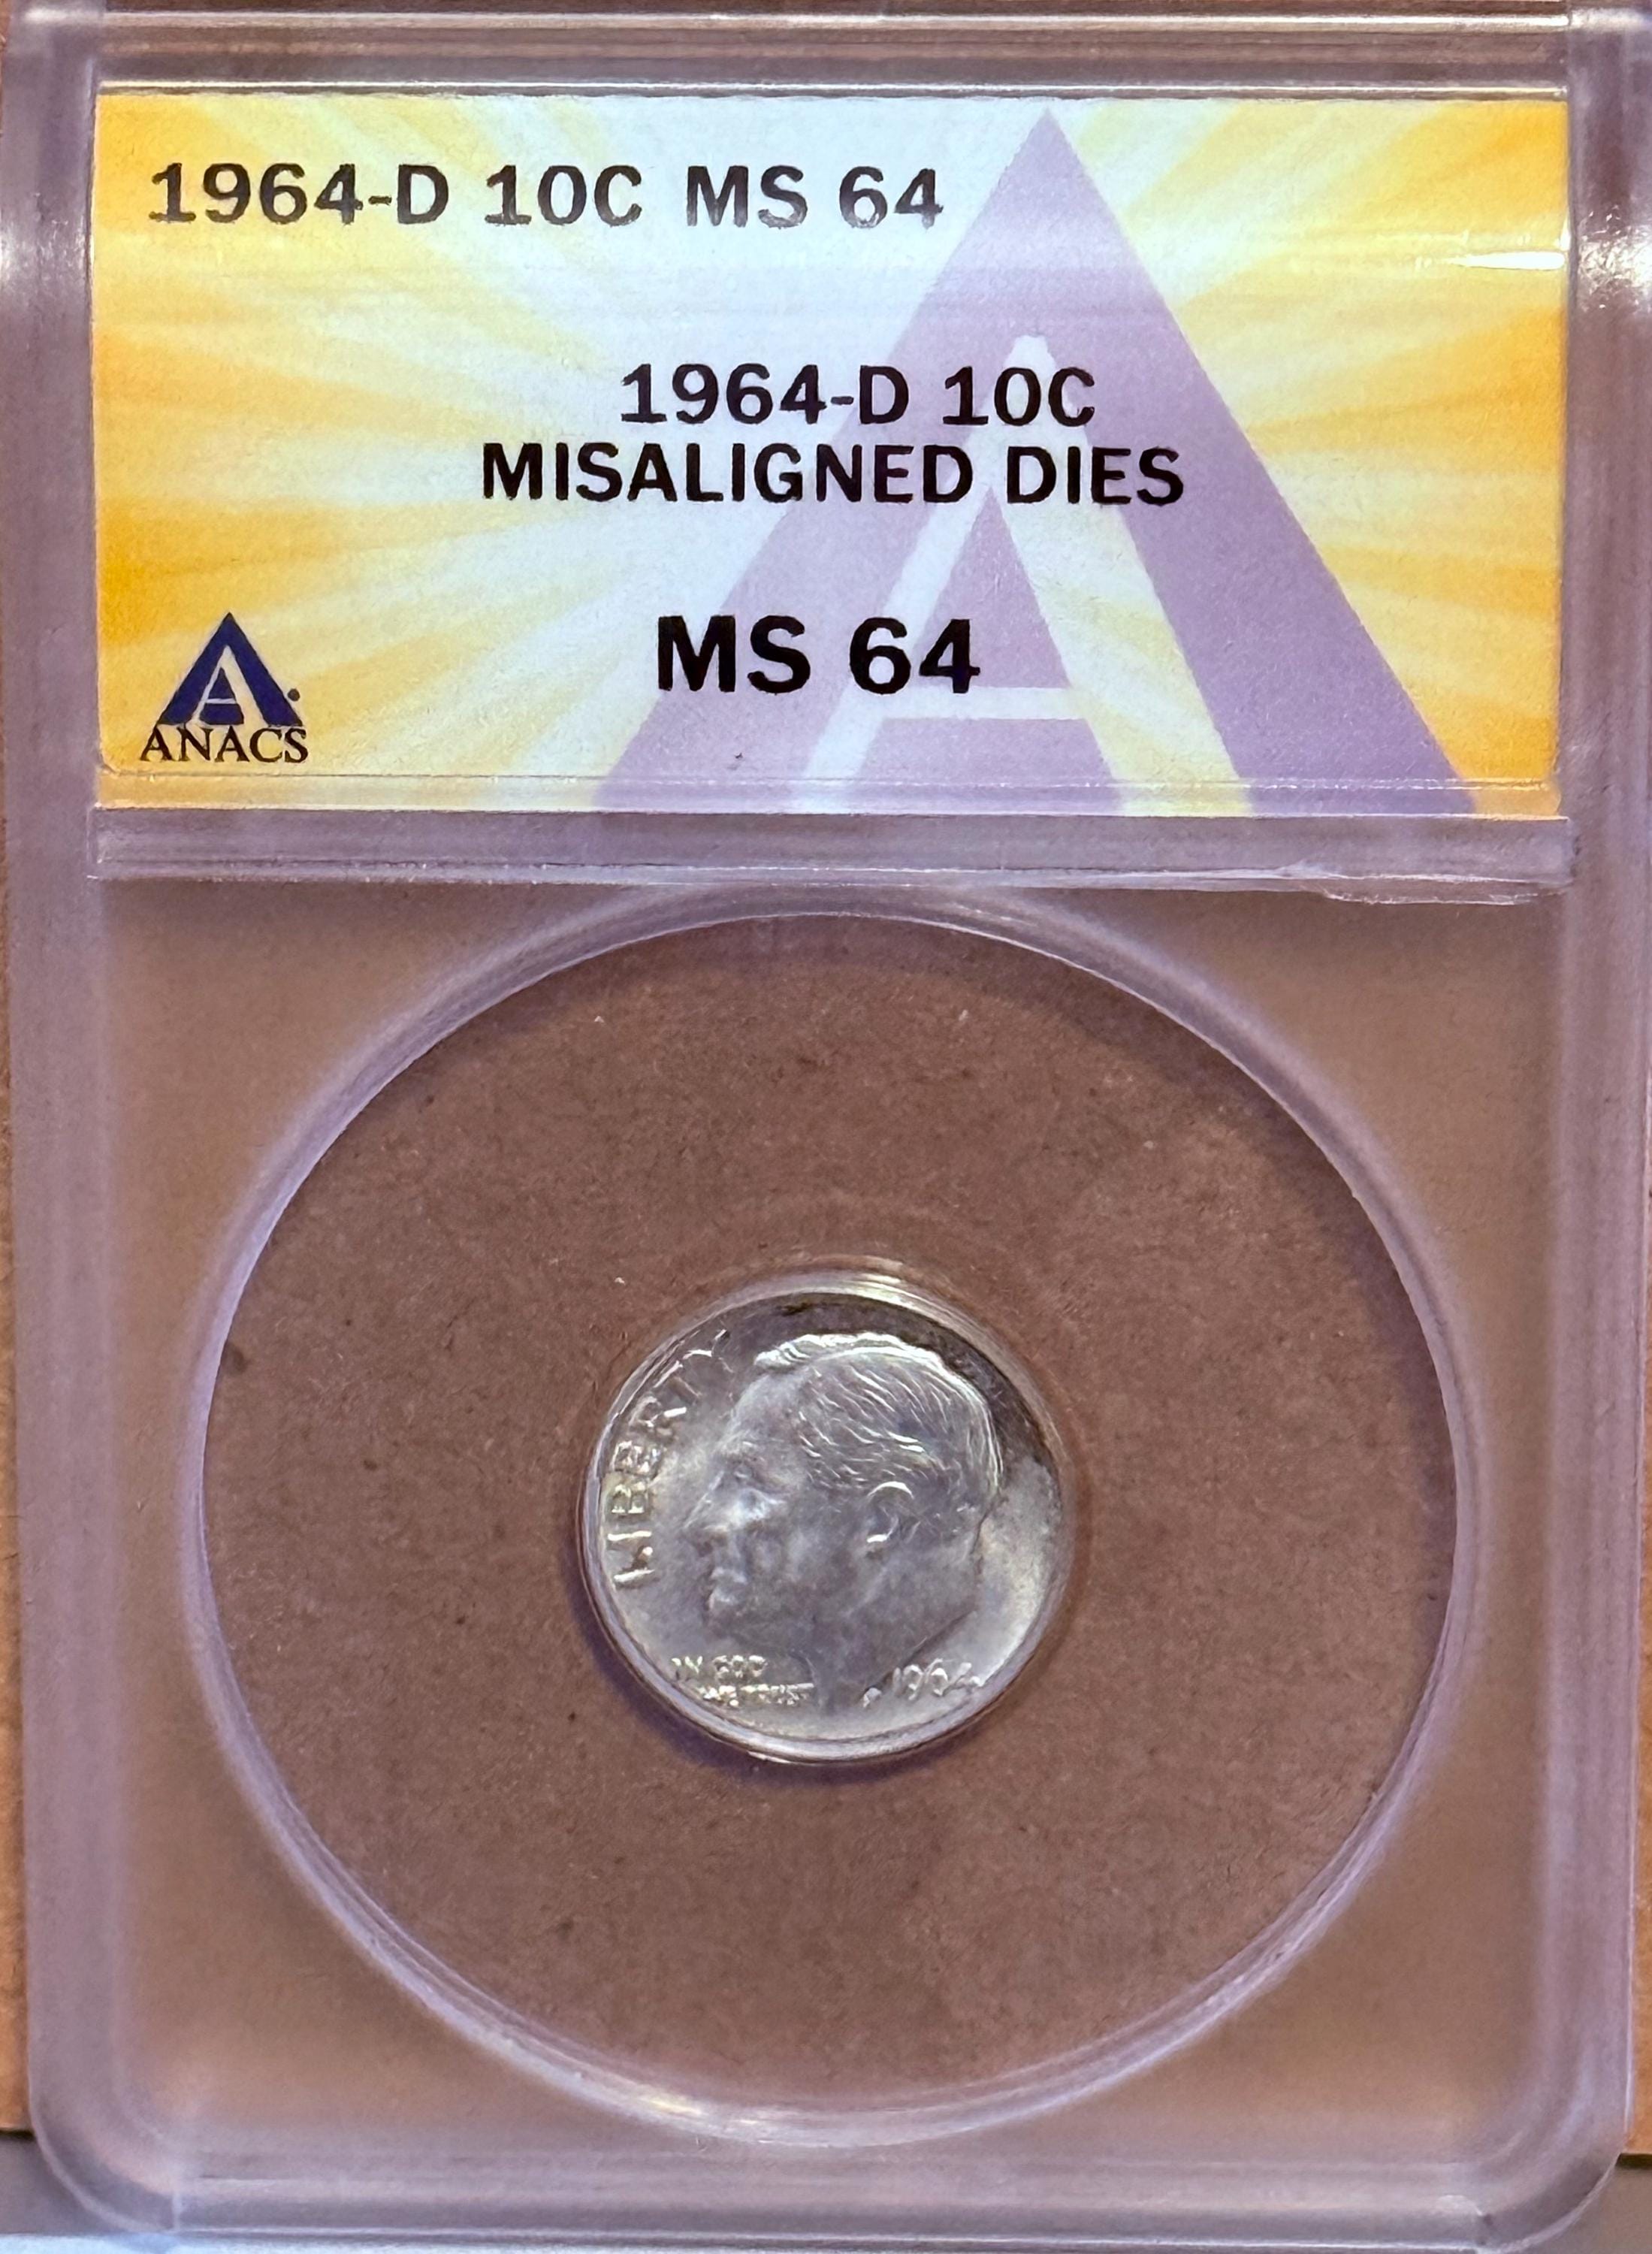 1964-D 10C MS 64
1964-D 10C
MISALIGNED DIES
MS 64
ANACS
LIBERTY
IN GOD
WE TRUST
1964